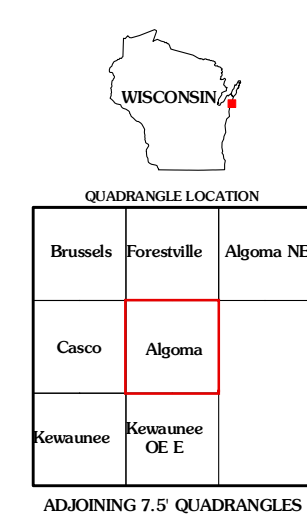 WISCONSIN
QUADRANGLE LOCATION
Brussels Forestville Algoma NE
Casco Algoma
Kewaunee Kewaunee
OE E
ADJOINING 7.5' QUADRANGLES